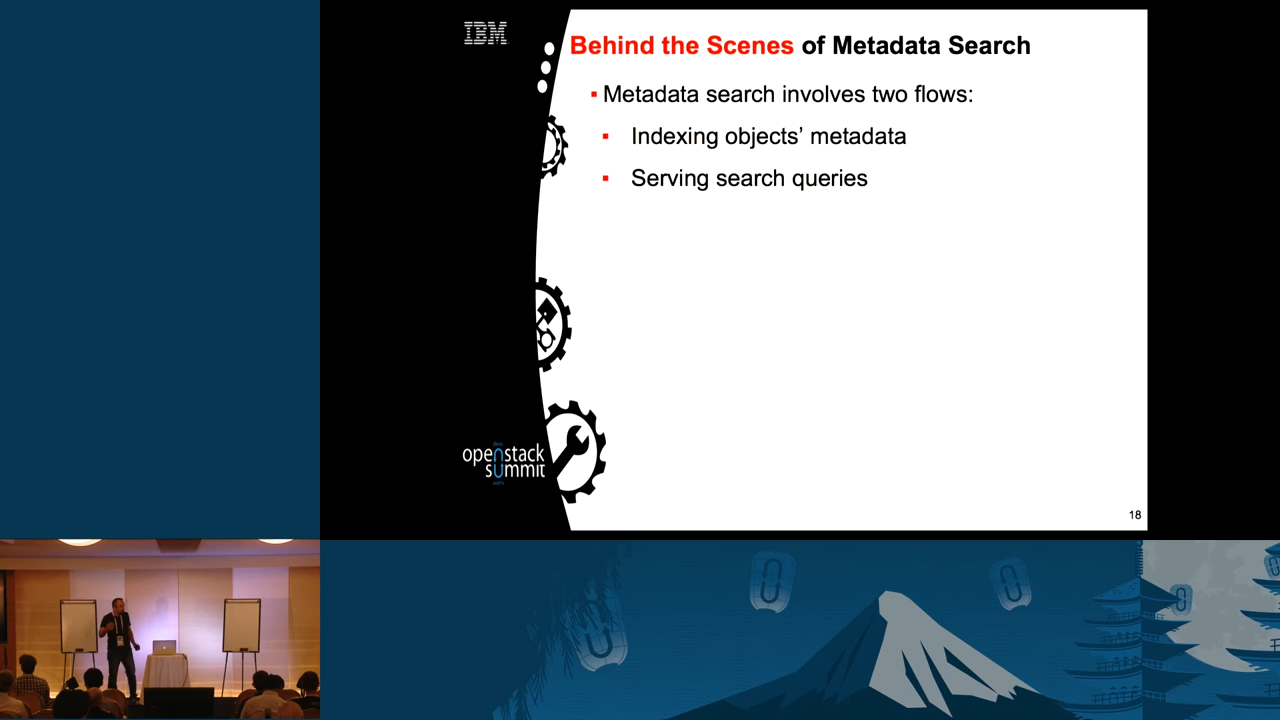 IBM
Behind the Scenes of Metadata Search
Metadata search involves two flows:
Indexing objects’ metadata
Serving search queries
openstack
summit
18